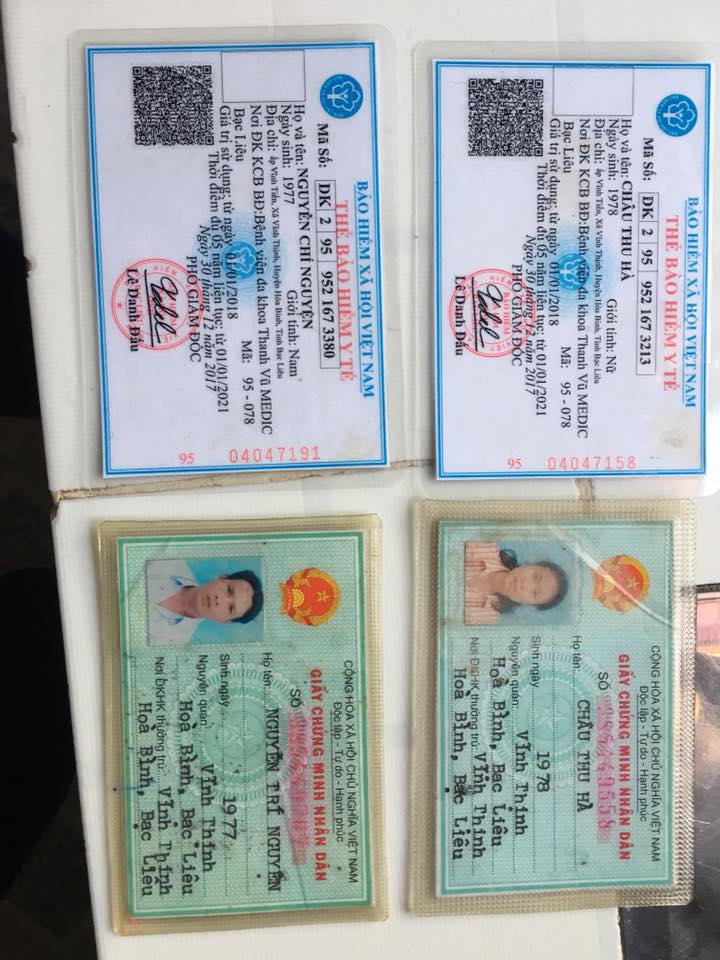 BẢO HIỂM XÃ HỘI VIỆT NAM
THẺ BẢO HIỂM Y TẾ
Mã Số: DK 2 95 952 167 3380
Họ và tên: NGUYỄN CHÍ NGUYỆN
Ngày sinh: 1977 Giới tính: Nam
Địa chỉ: ấp Vĩnh Tiến, Xã Vĩnh Thịnh, Huyện Hòa Bình, Tỉnh Bạc Liêu
Nơi ĐK KCB BĐ:Bệnh viện đa khoa Thanh Vũ MEDIC
Bạc Liêu Mã: 95 - 078
Giá trị sử dụng: từ ngày 01/01/2018
Thời điểm đủ 05 năm liên tục: từ 01/01/2021
Ngày 30 tháng 12 năm 2017
PHÓ GIÁM ĐỐC
Lê Danh Đấu
95 04047191
BẢO HIỂM XÃ HỘI VIỆT NAM
THẺ BẢO HIỂM Y TẾ
Mã Số: DK 2 95 952 167 3213
Họ và tên: CHÂU THU HÀ
Ngày sinh: 1978 Giới tính: Nữ
Địa chỉ: ấp Vĩnh Tiến, Xã Vĩnh Thịnh, Huyện Hòa Bình, Tỉnh Bạc Liêu
Nơi ĐK KCB BĐ:Bệnh viện đa khoa Thanh Vũ MEDIC
Bạc Liêu Mã: 95 - 078
Giá trị sử dụng: từ ngày 01/01/2018
Thời điểm đủ 05 năm liên tục: từ 01/01/2021
Ngày 30 tháng 12 năm 2017
PHÓ GIÁM ĐỐC
Lê Danh Đấu
95 04047158
CỘNG HÒA XÃ HỘI CHỦ NGHĨA VIỆT NAM
Độc lập - Tự do - Hạnh phúc
GIẤY CHỨNG MINH NHÂN DÂN
SỐ
Họ tên: NGUYỄN TRÍ NGUYỆN
Sinh ngày 1977
Nguyên quán: Vĩnh Thịnh
Hoà Bình, Bạc Liêu
Nơi ĐKHK thường trú: Vĩnh Thịnh
Hoà Bình, Bạc Liêu
CỘNG HÒA XÃ HỘI CHỦ NGHĨA VIỆT NAM
Độc lập - Tự do - Hạnh phúc
GIẤY CHỨNG MINH NHÂN DÂN
SỐ
Họ tên: CHÂU THU HÀ
Sinh ngày 1978
Nguyên quán: Vĩnh Thịnh
Hoà Bình, Bạc Liêu
Nơi ĐKHK thường trú: Vĩnh Thịnh
Hoà Bình, Bạc Liêu